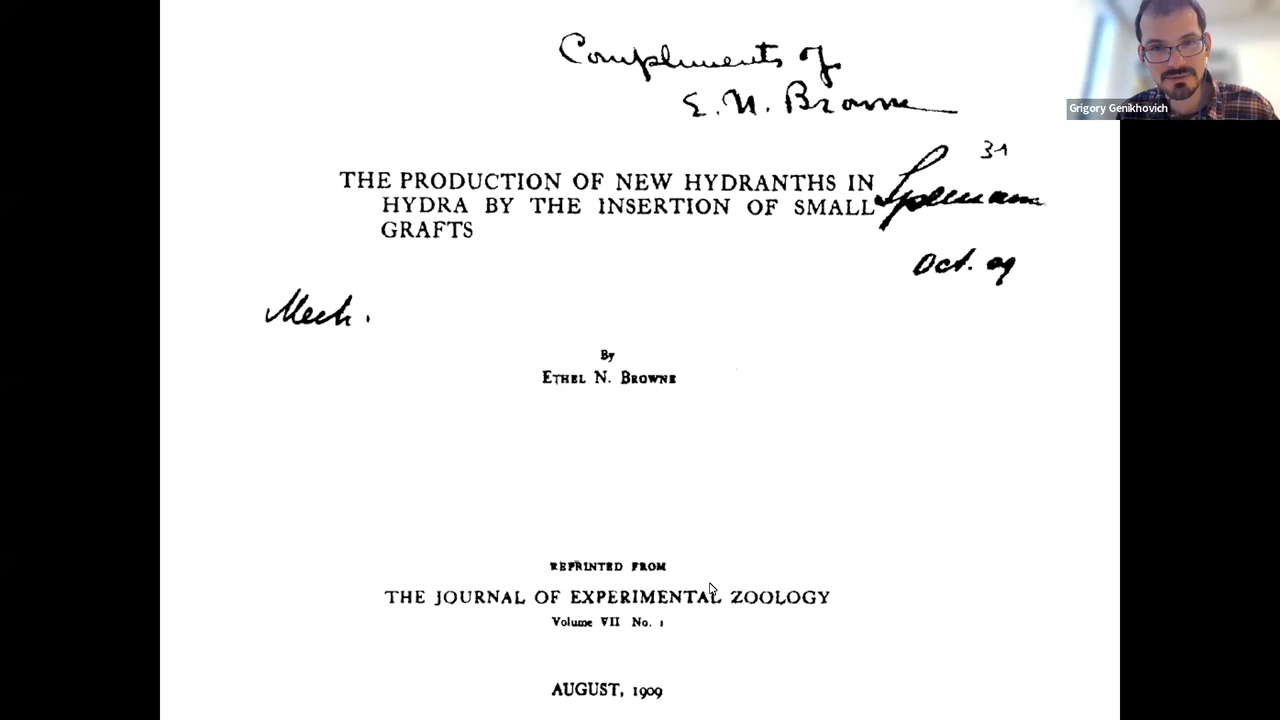 Compliments of
E. N. Browne
Grigory Genikhovich
31
Spemann
Oct. 09
THE PRODUCTION OF NEW HYDRANTHS IN
HYDRA BY THE INSERTION OF SMALL
GRAFTS
Mech.
By
ETHEL N. BROWNE
REPRINTED FROM
THE JOURNAL OF EXPERIMENTAL ZOOLOGY
Volume VII No. 1
AUGUST, 1909